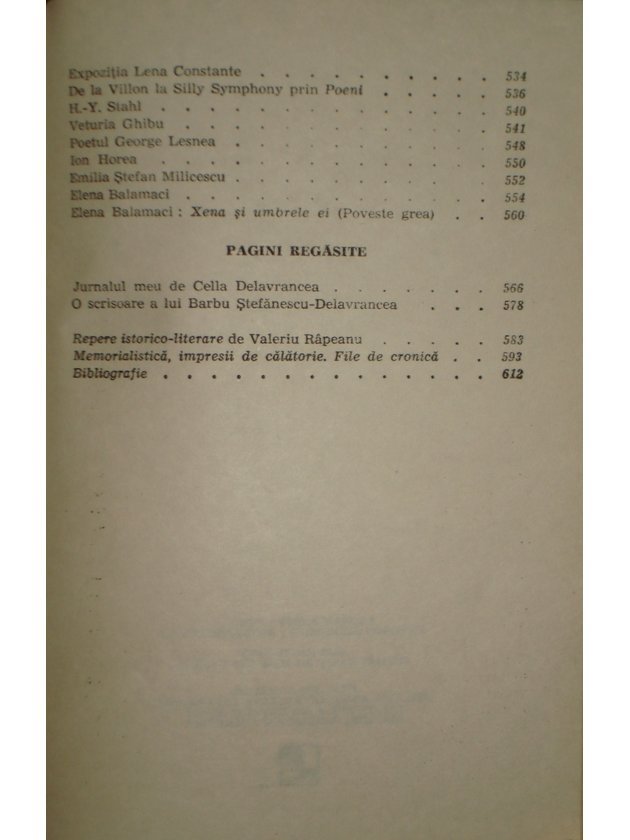 Expoziția Lena Constante . . . . . . . . . . 534
De la Villon la Silly Symphony prin Poeni . . . . 536
H.-Y. Stahl . . . . . . . . . . . . . . 540
Veturia Ghibu . . . . . . . . . . . . . 541
Poetul George Lesnea . . . . . . . . . . . 548
Ion Horea . . . . . . . . . . . . . . 550
Emilia Ștefan Milicescu . . . . . . . . . . . 552
Elena Balamaci . . . . . . . . . . . . . 554
Elena Balamaci : Xena și umbrele ei (Poveste grea) . . 560
PAGINI REGĂSITE
Jurnalul meu de Cella Delavrancea . . . . . . . 566
O scrisoare a lui Barbu Ștefănescu-Delavrancea . . . 578
Repere istorico-literare de Valeriu Râpeanu . . . . . 583
Memorialistică, impresii de călătorie. File de cronică . . 593
Bibliografie . . . . . . . . . . . . . . 612